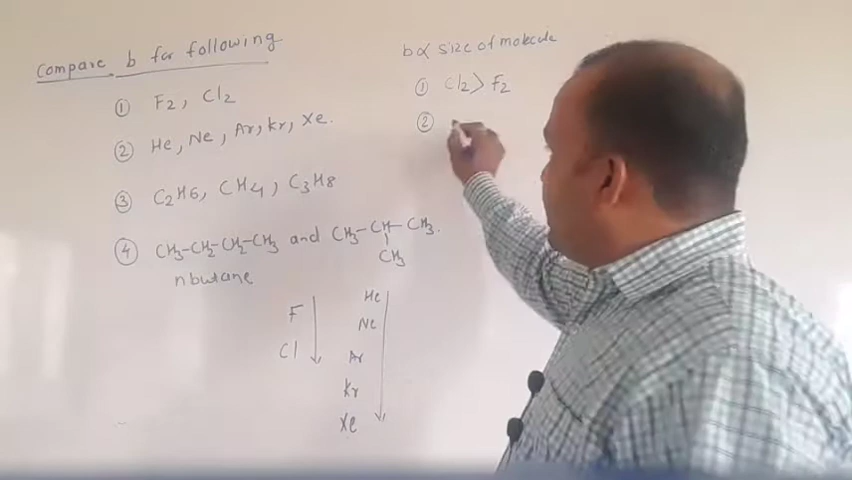 Compare b for following
① F2, Cl2
② He, Ne, Ar, Kr, Xe.
③ C2H6, CH4, C3H8
④ CH3-CH2-CH2-CH3 and CH3-CH-CH3.
CH3
nbutane
F
Cl
He
Ne
Ar
Kr
Xe
b∝ size of molecule
① Cl2 > F2
②